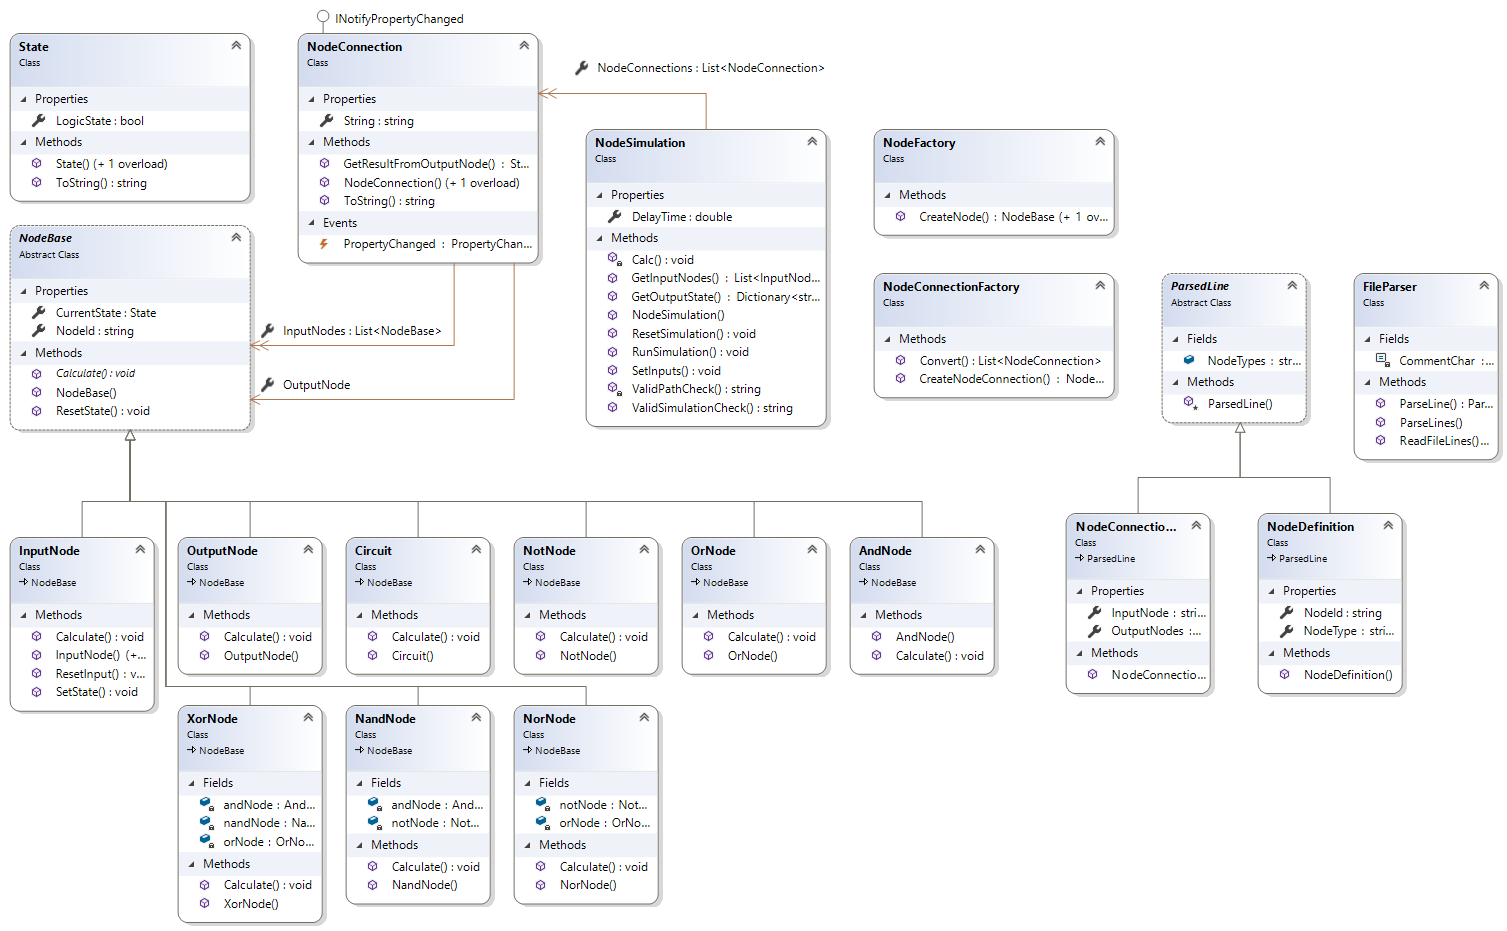 INotifyPropertyChanged
State
Class
Properties
LogicState : bool
Methods
State() (+ 1 overload)
ToString() : string
NodeConnection
Class
Properties
String : string
Methods
GetResultFromOutputNode() : St...
NodeConnection() (+ 1 overload)
ToString() : string
Events
PropertyChanged : PropertyChan...
NodeConnections : List<NodeConnection>
NodeSimulation
Class
Properties
DelayTime : double
Methods
Calc() : void
GetInputNodes() : List<InputNod...
GetOutputState() : Dictionary<str...
NodeSimulation()
ResetSimulation() : void
RunSimulation() : void
SetInputs() : void
ValidPathCheck() : string
ValidSimulationCheck() : string
NodeFactory
Class
Methods
CreateNode() : NodeBase (+ 1 ov...
NodeConnectionFactory
Class
Methods
Convert() : List<NodeConnection>
CreateNodeConnection() : Node...
ParsedLine
Abstract Class
Fields
NodeTypes : str...
Methods
ParsedLine()
FileParser
Class
Fields
CommentChar : ...
Methods
ParseLine() : Par...
ParseLines()
ReadFileLines()...
NodeBase
Abstract Class
Properties
CurrentState : State
NodeId : string
Methods
Calculate() : void
NodeBase()
ResetState() : void
InputNodes : List<NodeBase>
OutputNode
InputNode
Class
NodeBase
Methods
Calculate() : void
InputNode() (+...
ResetInput() : v...
SetState() : void
OutputNode
Class
NodeBase
Methods
Calculate() : void
OutputNode()
Circuit
Class
NodeBase
Methods
Calculate() : void
Circuit()
NotNode
Class
NodeBase
Methods
Calculate() : void
NotNode()
OrNode
Class
NodeBase
Methods
Calculate() : void
OrNode()
AndNode
Class
NodeBase
Methods
AndNode()
Calculate() : void
NodeConnectio...
Class
ParsedLine
Properties
InputNode : stri...
OutputNodes : ...
Methods
NodeConnectio...
NodeDefinition
Class
ParsedLine
Properties
NodeId : string
NodeType : stri...
Methods
NodeDefinition()
XorNode
Class
NodeBase
Fields
andNode : And...
nandNode : Na...
orNode : OrNo...
Methods
Calculate() : void
XorNode()
NandNode
Class
NodeBase
Fields
andNode : And...
notNode : Not...
Methods
Calculate() : void
NandNode()
NorNode
Class
NodeBase
Fields
notNode : Not...
orNode : OrNo...
Methods
Calculate() : void
NorNode()